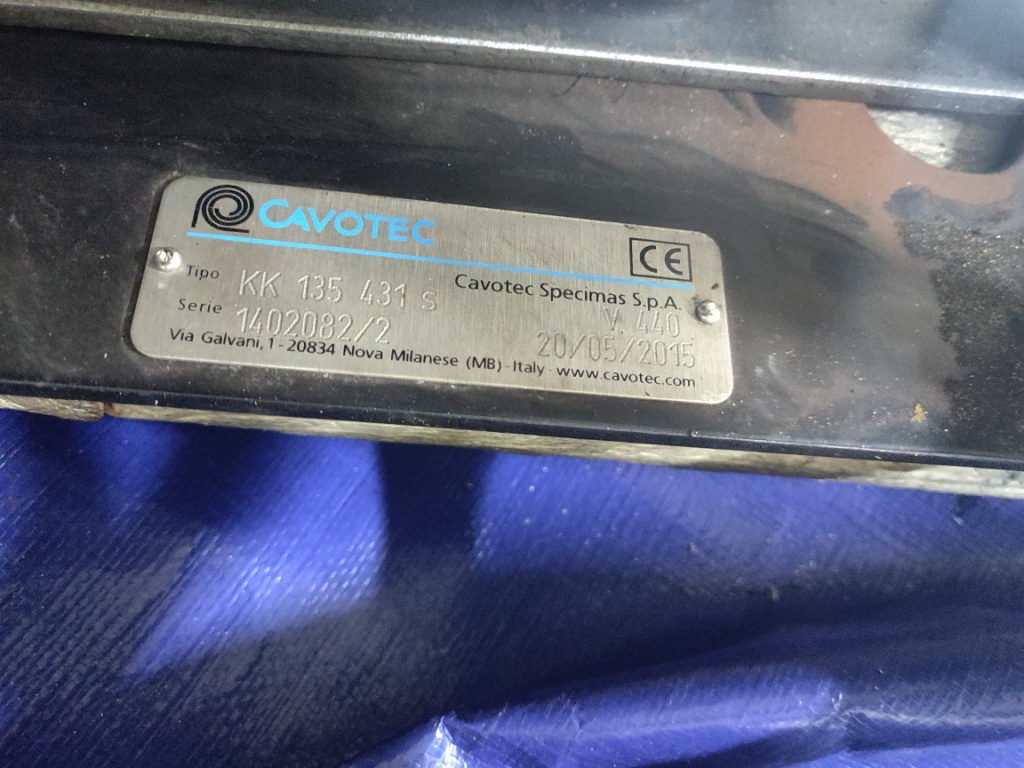 CAVOTEC
CE
Cavotec Specimas S.p.A.
Tipo KK 135 431 S V. 440
Serie 1402082/2 20/05/2015
Via Galvani, 1 - 20834 Nova Milanese (MB) - Italy www.cavotec.com